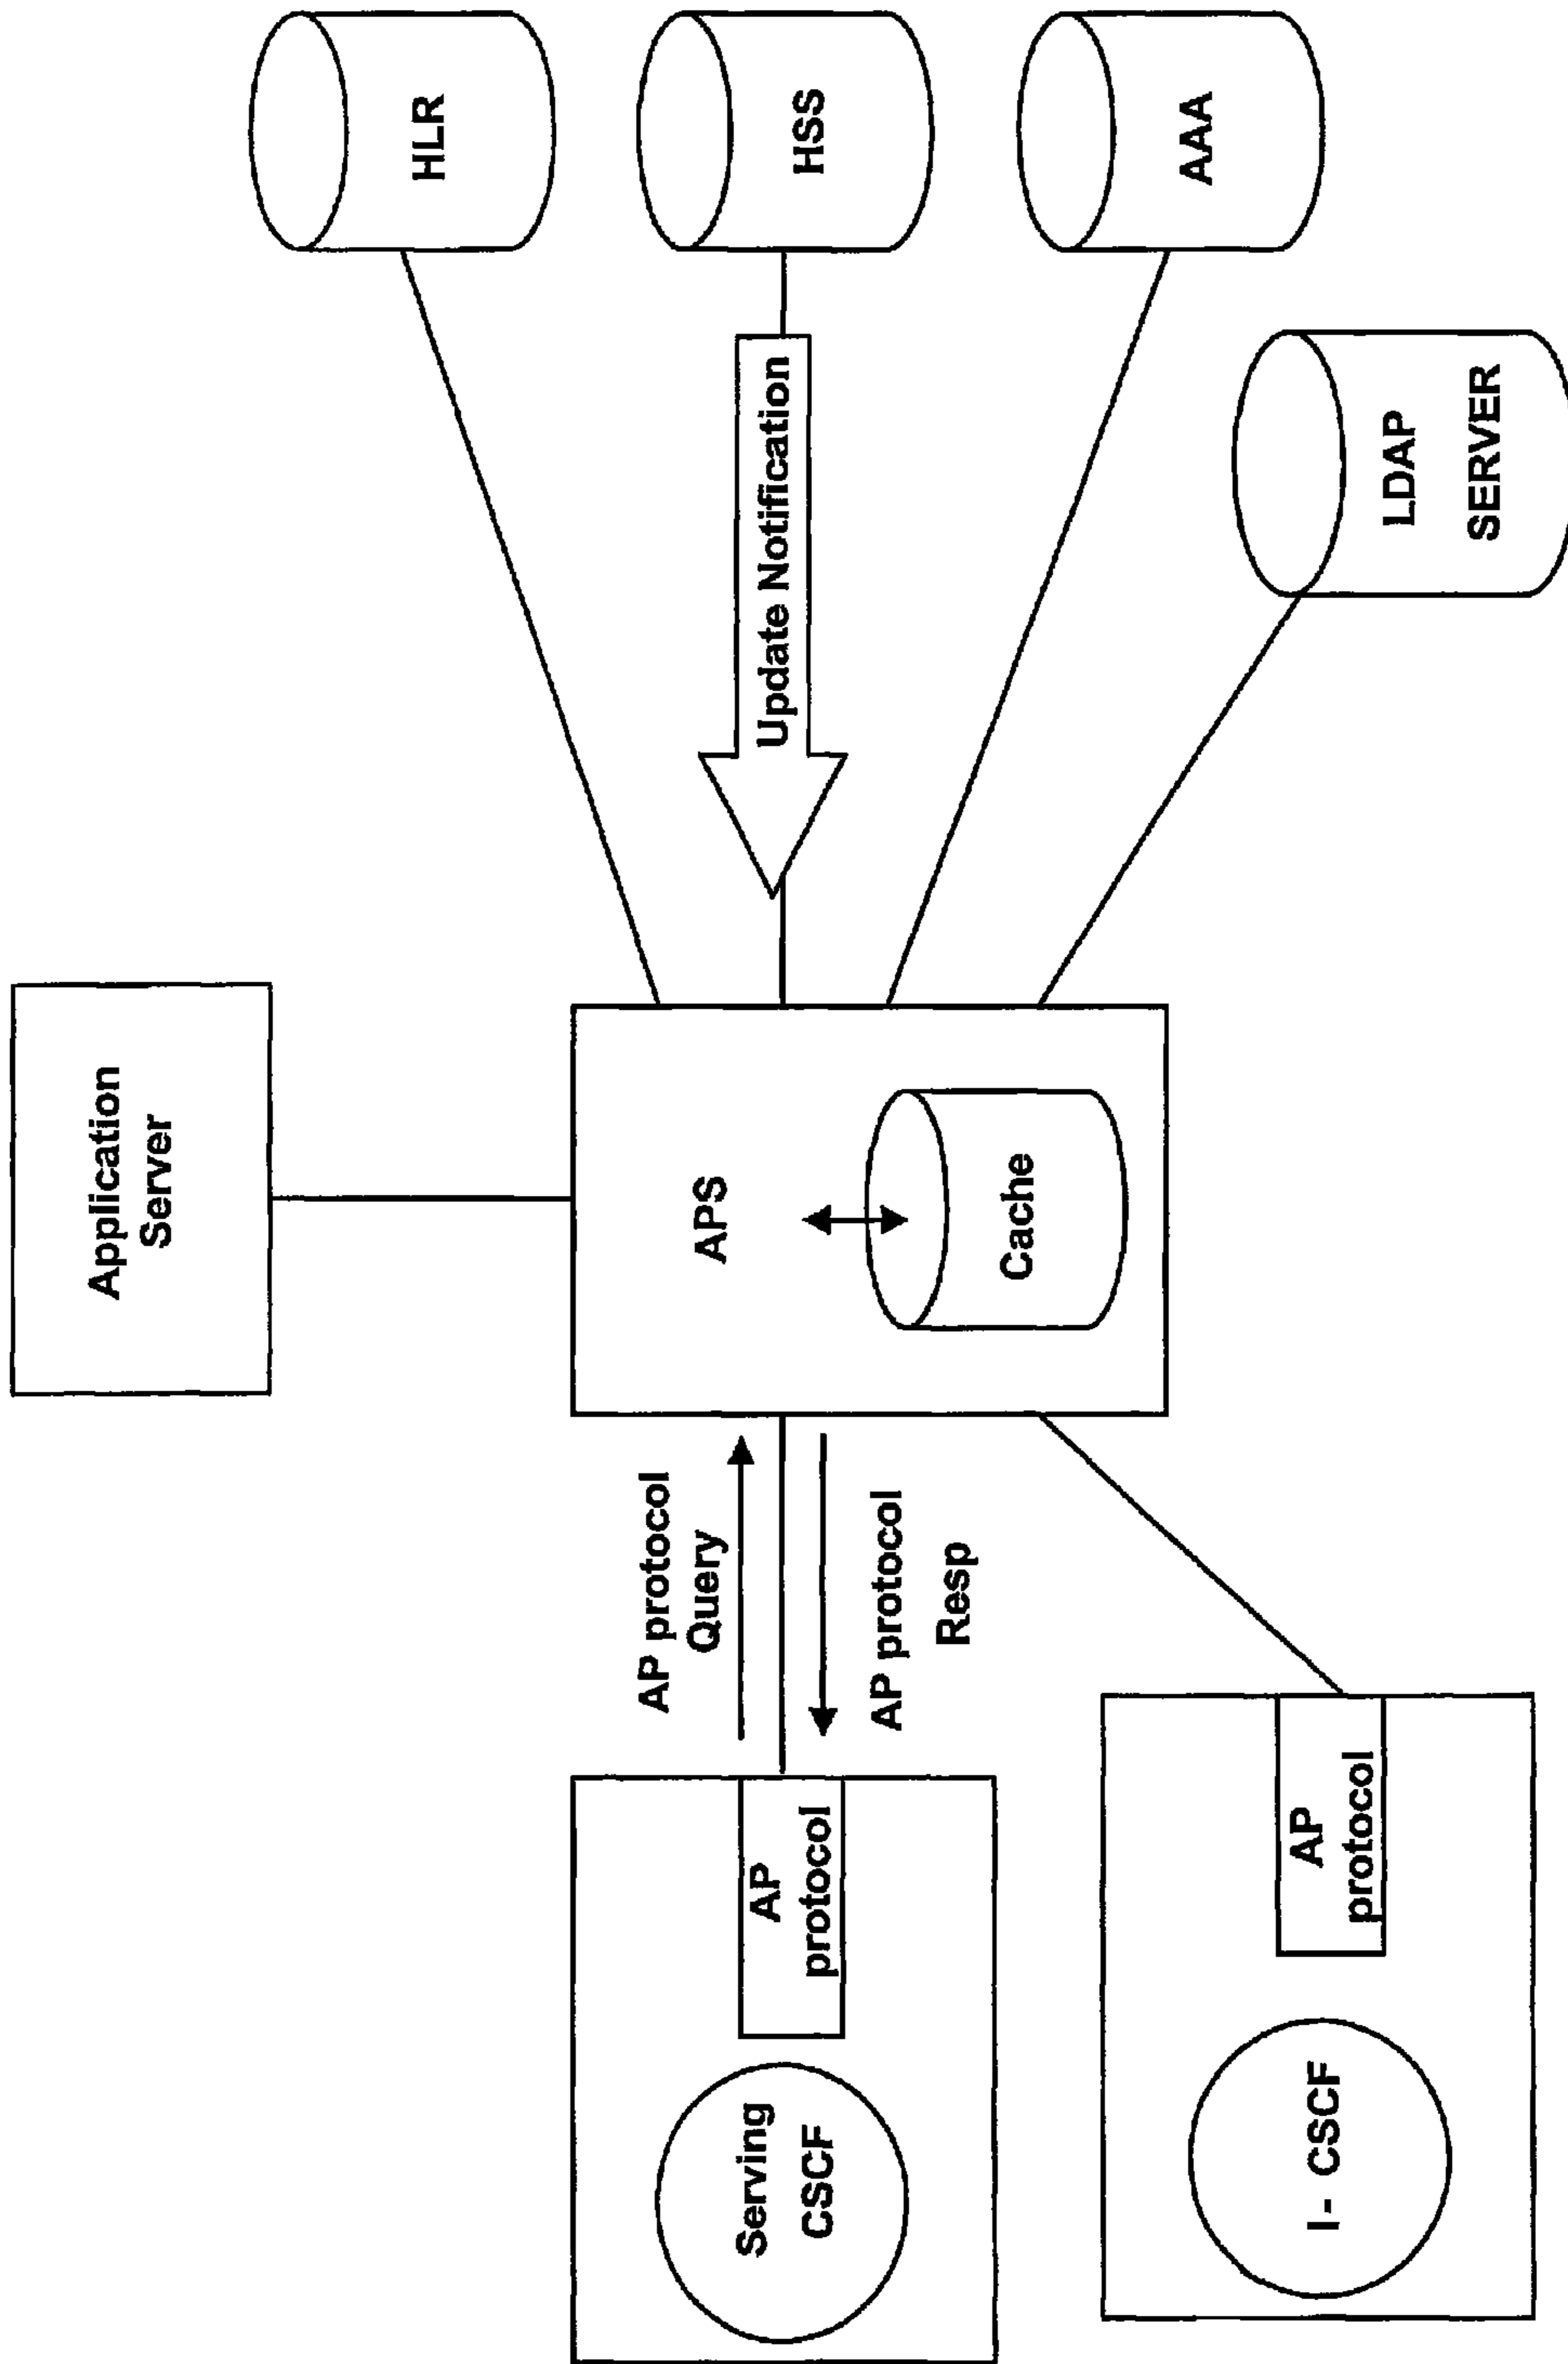 Application
Server
HLR
HSS
AAA
LDAP
SERVER
Update Notification
APS
Cache
AP protocol
Query
AP protocol
Resp
Serving
CSCF
AP
protocol
I- CSCF
AP
protocol